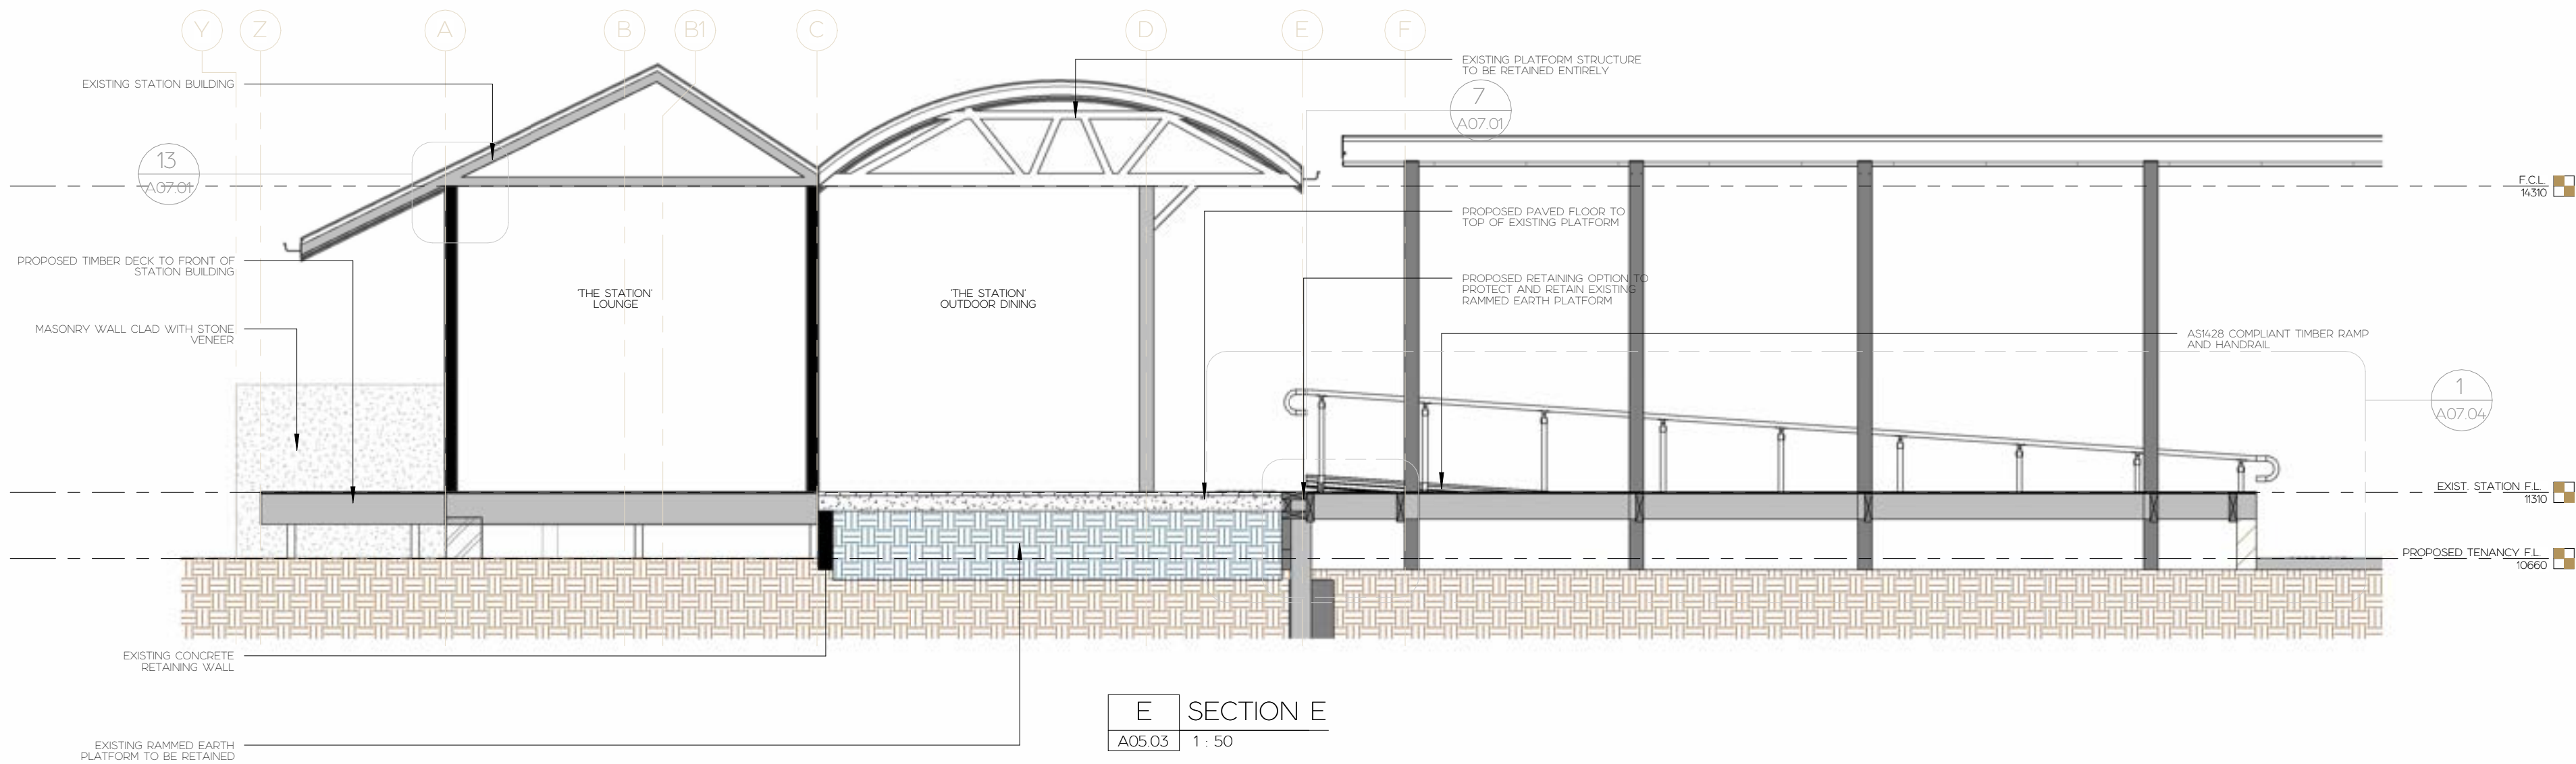 Y
Z
A
B
B1
C
D
E
F
EXISTING STATION BUILDING
EXISTING PLATFORM STRUCTURE
TO BE RETAINED ENTIRELY
7
A07.01
13
A07.01
F.C.L.
14310
PROPOSED PAVED FLOOR TO
TOP OF EXISTING PLATFORM
PROPOSED TIMBER DECK TO FRONT OF
STATION BUILDING
PROPOSED RETAINING OPTION TO
PROTECT AND RETAIN EXISTING
RAMMED EARTH PLATFORM
'THE STATION'
LOUNGE
'THE STATION'
OUTDOOR DINING
MASONRY WALL CLAD WITH STONE
VENEER
AS1428 COMPLIANT TIMBER RAMP
AND HANDRAIL
1
A07.04
EXIST. STATION F.L.
11310
PROPOSED TENANCY F.L.
10660
EXISTING CONCRETE
RETAINING WALL
EXISTING RAMMED EARTH
PLATFORM TO BE RETAINED
E
SECTION E
A05.03
1 : 50